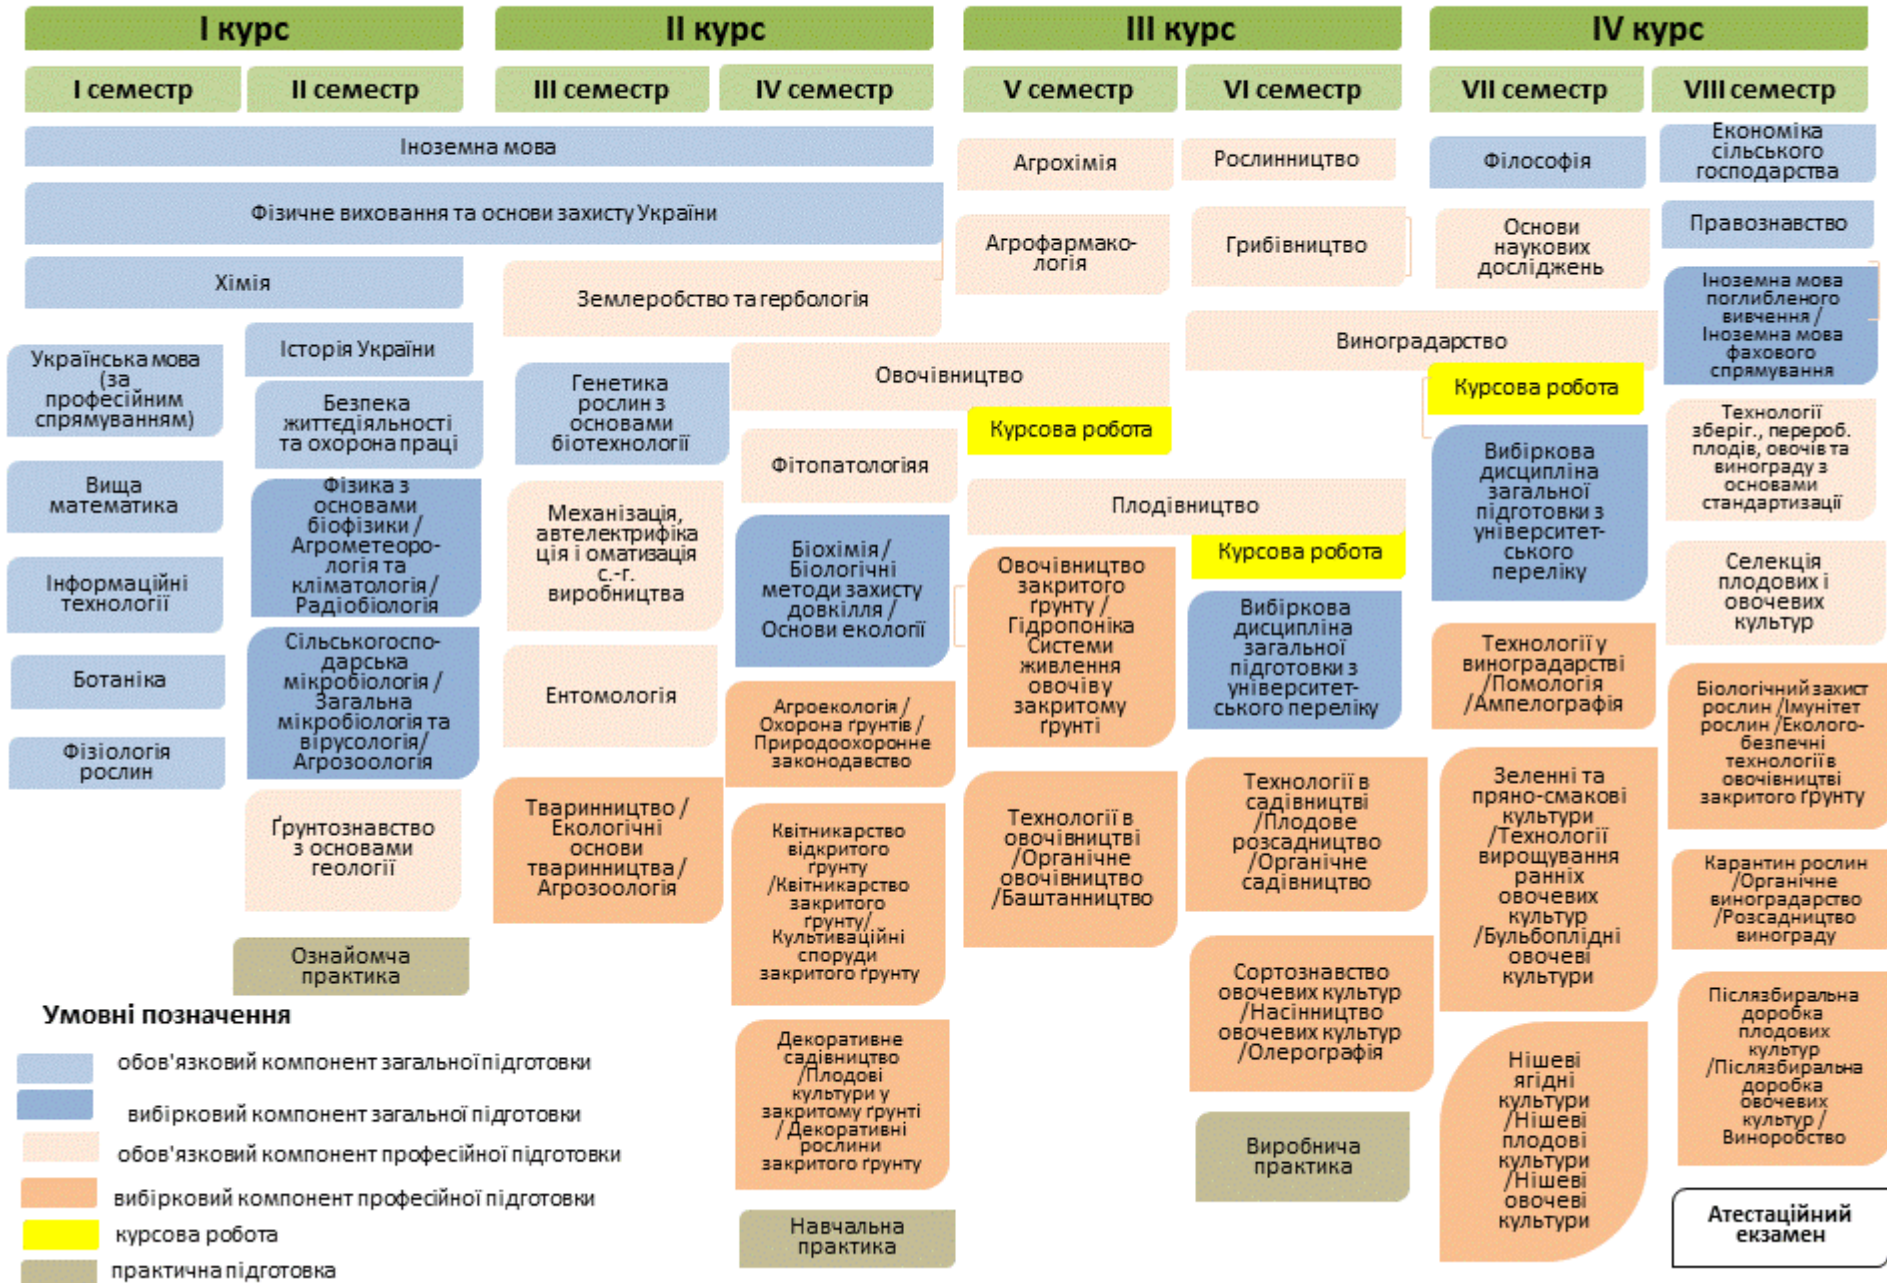 I курс
II курс
III курс
IV курс
I семестр
II семестр
III семестр
IV семестр
V семестр
VI семестр
VII семестр
VIII семестр
Іноземна мова
Фізичне виховання та основи захисту України
Хімія
Українська мова
(за
професійним
спрямуванням)
Вища
математика
Інформаційні
технології
Ботаніка
Фізіологія
рослин
Історія України
Безпека
життєдіяльності
та охорона праці
Фізика з
основами
біофізики /
Агрометеоро-
логія та
кліматологія /
Радіобіологія
Сільськогоспо-
дарська
мікробіологія /
Загальна
мікробіологія та
вірусологія/
Агрозоологія
Ґрунтознавство
з основами
геології
Ознайомча
практика
Землеробство та гербологія
Генетика
рослин з
основами
біотехнології
Механізація,
автелектрифіка
ція і оматизація
с.-г.
виробництва
Ентомологія
Тваринництво /
Екологічні
основи
тваринництва /
Агрозоологія
Овочівництво
Фітопатологіяя
Біохімія /
Біологічні
методи захисту
довкілля /
Основи екології
Агроекологія /
Охорона ґрунтів /
Природоохоронне
законодавство
Квітникарство
відкритого
ґрунту
/Квітникарство
закритого
ґрунту/
Культиваційні
споруди
закритого ґрунту
Декоративне
садівництво
/Плодові
культури у
закритому ґрунті
/ Декоративні
рослини
закритого ґрунту
Навчальна
практика
Агрохімія
Агрофармако-
логія
Курсова робота
Плодівництво
Овочівництво
закритого
ґрунту /
Гідропоніка
Системи
живлення
овочів у
закритому
ґрунті
Технології в
овочівництві
/Органічне
овочівництво
/Баштанництво
Рослинництво
Грибівництво
Виноградарство
Курсова робота
Вибіркова
дисципліна
загальної
підготовки з
університет-
ського переліку
Технології в
садівництві
/Плодове
розсадництво
/Органічне
садівництво
Сортознавство
овочевих культур
/Насінництво
овочевих культур
/Олерографія
Виробнича
практика
Філософія
Основи
наукових
досліджень
Курсова робота
Вибіркова
дисципліна
загальної
підготовки з
університет-
ського
переліку
Технології у
виноградарстві
/Помологія
/Ампелографія
Зеленні та
пряно-смакові
культури
/Технології
вирощування
ранніх
овочевих
культур
/Бульбоплідні
овочеві
культури
Нішеві
ягідні
культури
/Нішеві
плодові
культури
/Нішеві
овочеві
культури
Економіка
сільського
господарства
Правознавство
Іноземна мова
поглибленого
вивчення /
Іноземна мова
фахового
спрямування
Технології
зберіг., перероб.
плодів, овочів та
винограду з
основами
стандартизації
Селекція
плодових і
овочевих
культур
Біологічний захист
рослин /Імунітет
рослин /Еколого-
безпечні
технології в
овочівництві
закритого ґрунту
Карантин рослин
/Органічне
виноградарство
/Розсадництво
винограду
Післязбиральна
доробка
плодових
культур
/Післязбиральна
доробка
овочевих
культур /
Виноробство
Атестаційний
екзамен
Умовні позначення
обов'язковий компонент загальної підготовки
вибірковий компонент загальної підготовки
обов'язковий компонент професійної підготовки
вибірковий компонент професійної підготовки
курсова робота
практична підготовка